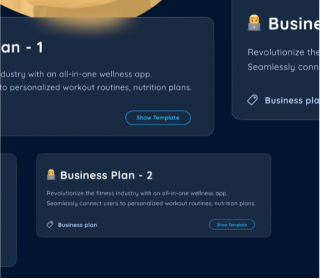 an - 1
dustry with an all-in-one wellness app.
to personalized workout routines, nutrition plans.
Show Template
Busine
Revolutionize the
Seamlessly conn
Business pla
Business Plan - 2
Revolutionize the fitness industry with an all-in-one wellness app.
Seamlessly connect users to personalized workout routines, nutrition plans.
Business plan
Show Template